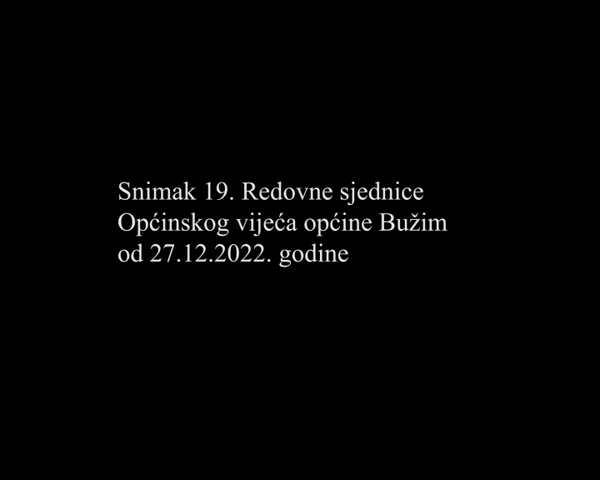 Snimak 19. Redovne sjednice
Općinskog vijeća općine Bužim
od 27.12.2022. godine